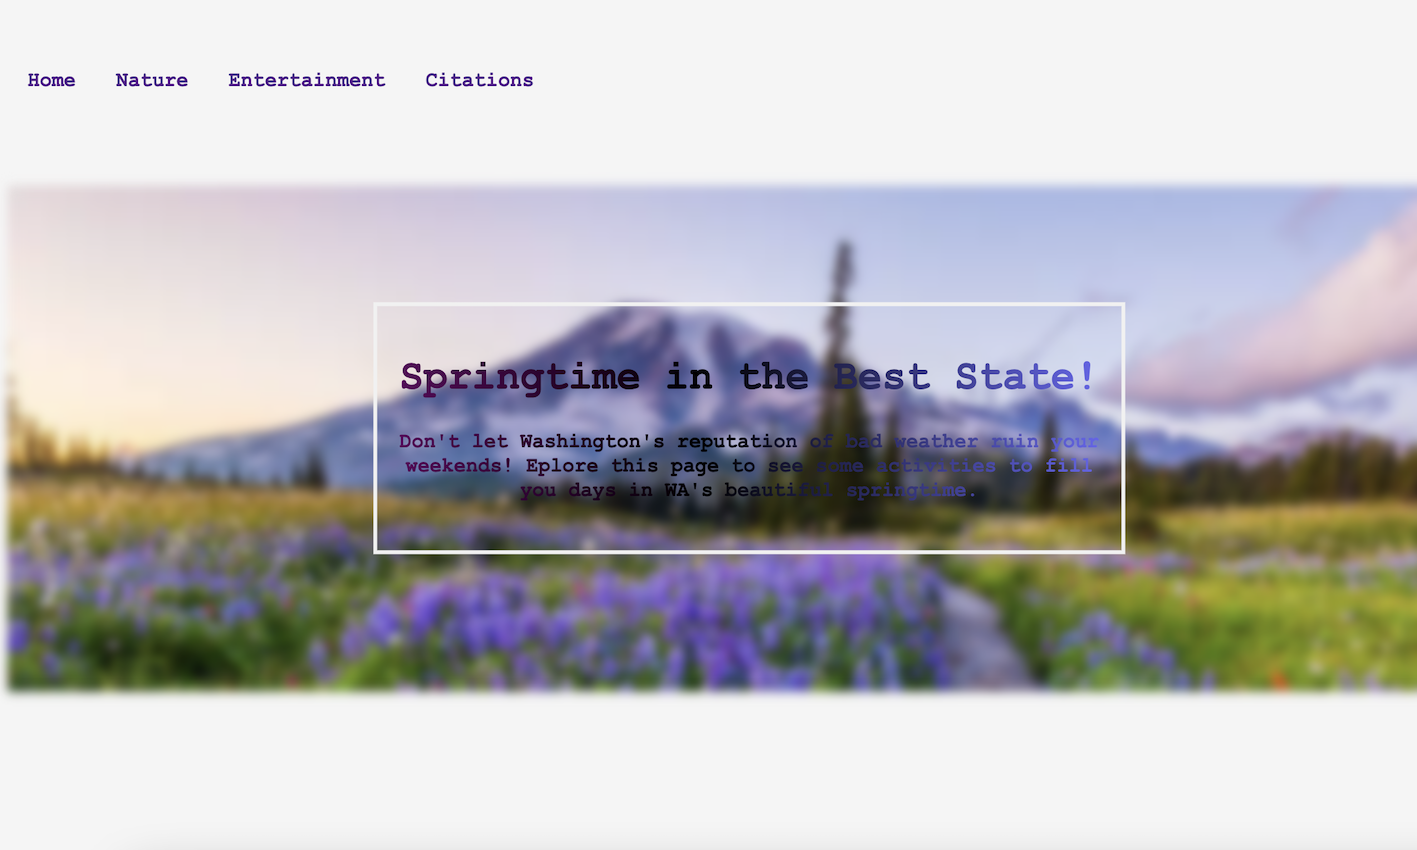 Home Nature Entertainment Citations
Springtime in the Best State!
Don't let Washington's reputation of bad weather ruin your
weekends! Eplore this page to see some activities to fill
you days in WA's beautiful springtime.